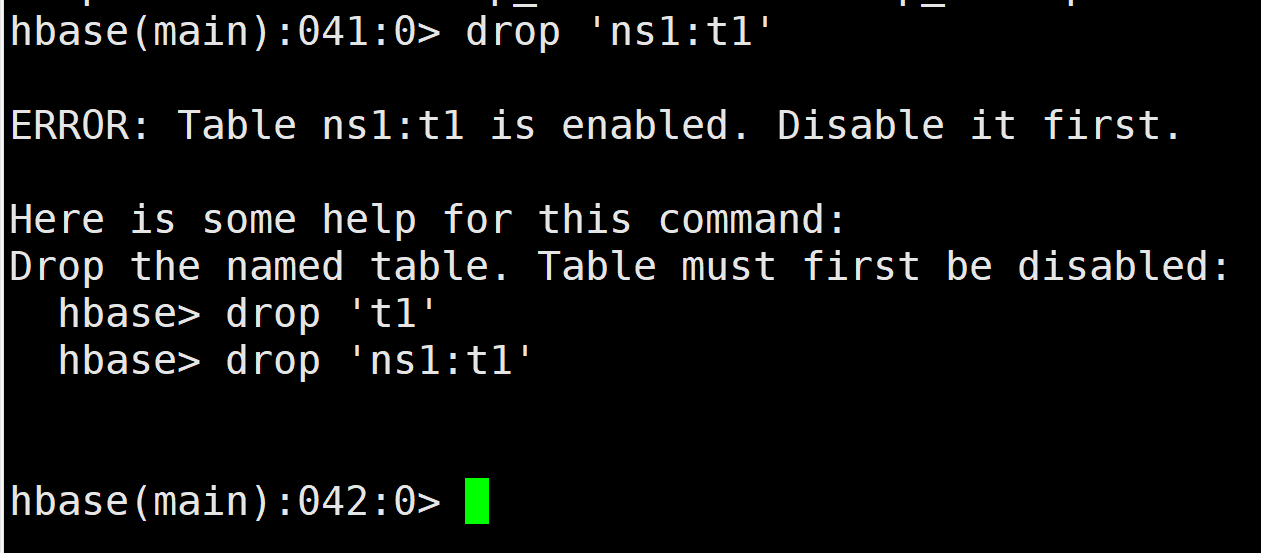 hbase(main):041:0> drop 'ns1:t1'
ERROR: Table ns1:t1 is enabled. Disable it first.
Here is some help for this command:
Drop the named table. Table must first be disabled:
  hbase> drop 't1'
  hbase> drop 'ns1:t1'
hbase(main):042:0>